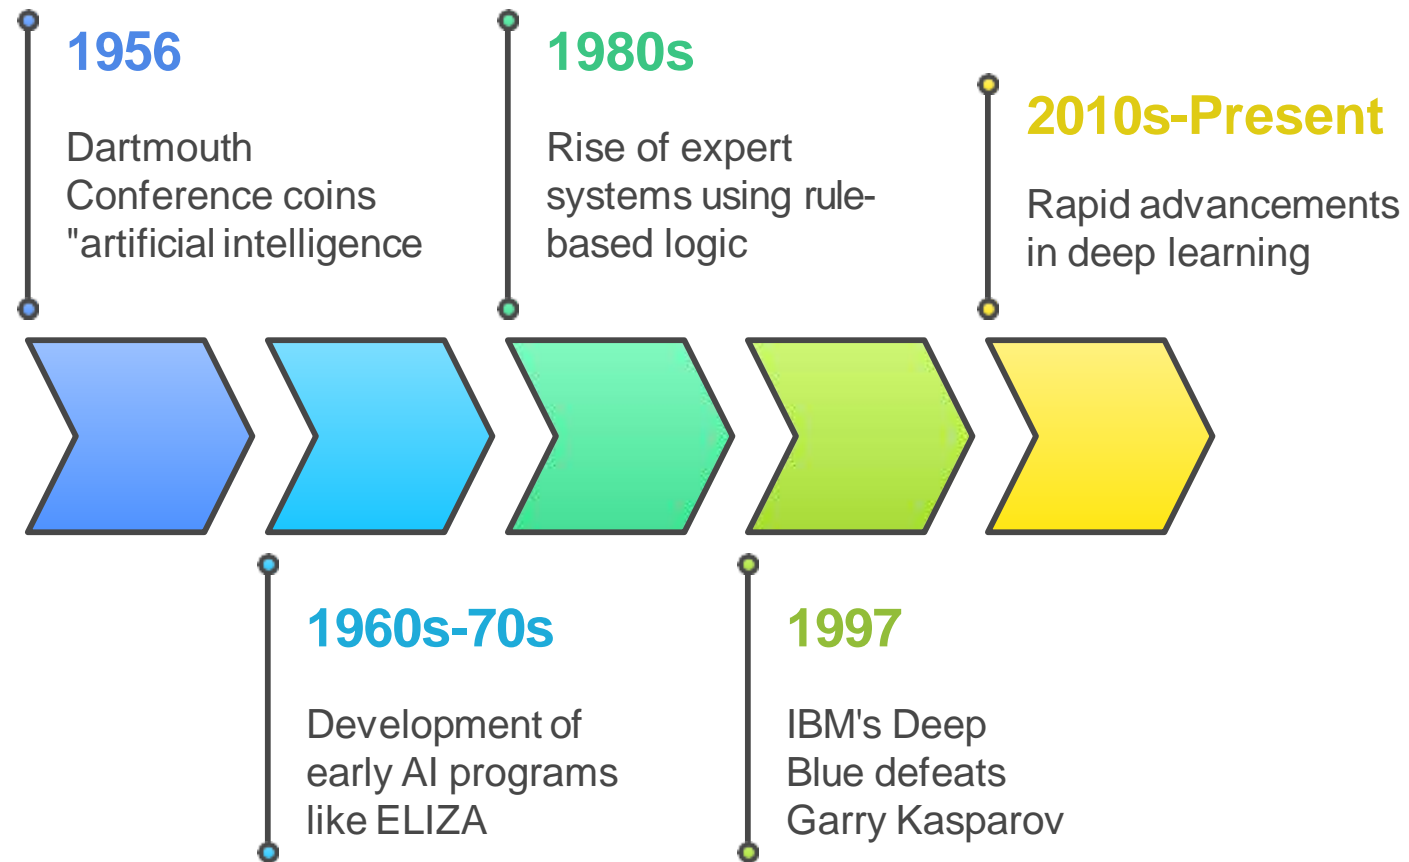 1956
Dartmouth
Conference coins
"artificial intelligence
1960s-70s
Development of
early AI programs
like ELIZA
1980s
Rise of expert
systems using rule-
based logic
1997
IBM's Deep
Blue defeats
Garry Kasparov
2010s-Present
Rapid advancements
in deep learning